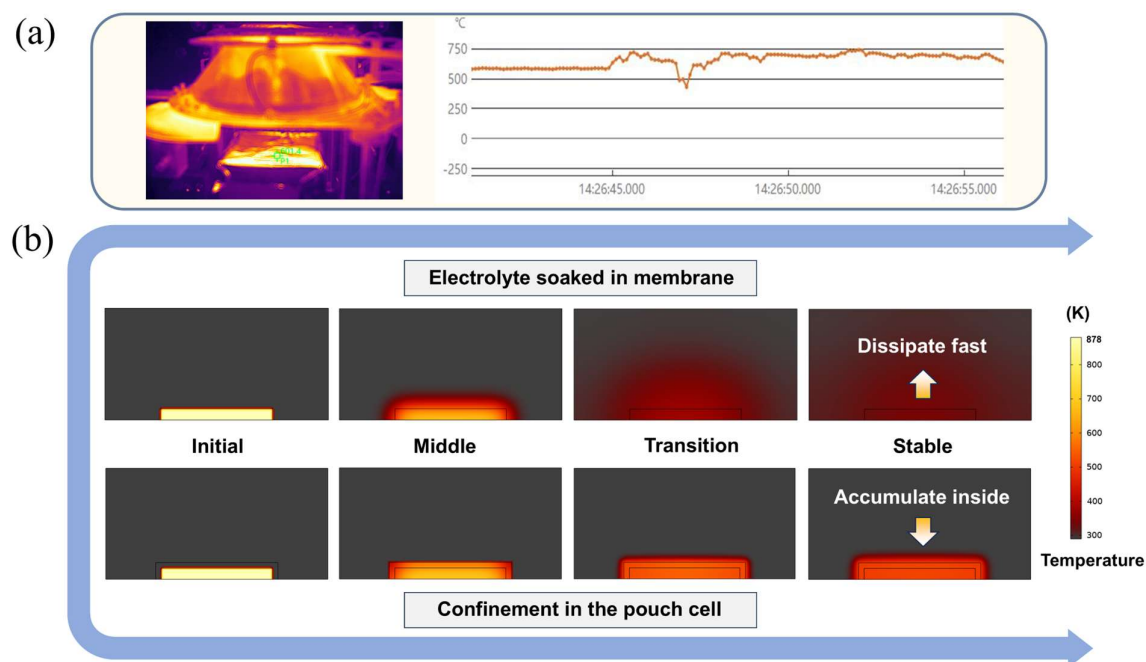 (a)
℃
750
500
250
0
-250
14:26:45.000
14:26:50.000
14:26:55.000
(b)
Electrolyte soaked in membrane
Dissipate fast
Initial
Middle
Transition
Stable
Accumulate inside
Confinement in the pouch cell
(K)
878
800
700
600
500
400
300
Temperature